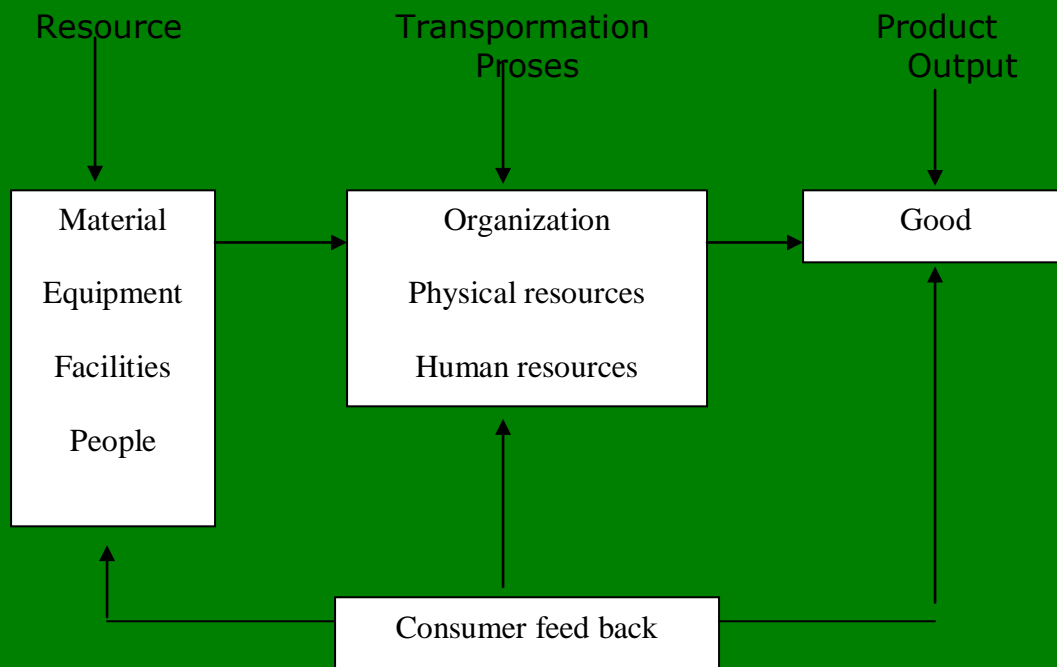 Resource
Transpormation
Proses
Product
Output
Material
Equipment
Facilities
People
Organization
Physical resources
Human resources
Good
Consumer feed back